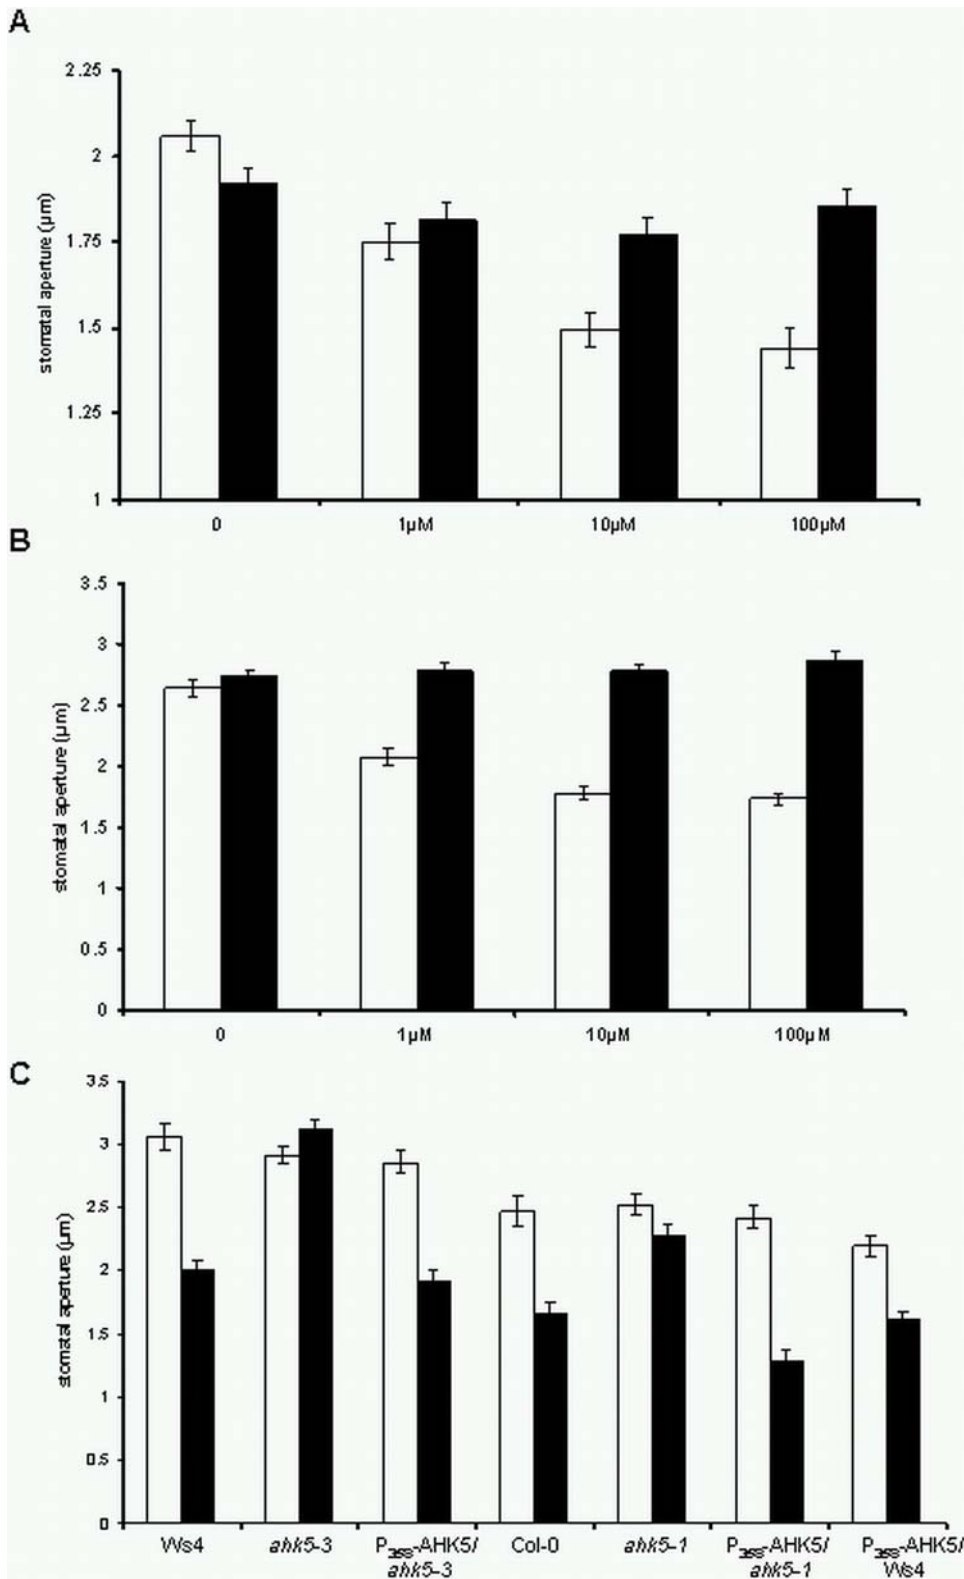 A
2.25
2
1.75
1.5
1.25
1
stomatal aperture (µm)
0 1µM 10µM 100µM
B
3.5
3
2.5
2
1.5
1
0.5
0
stomatal aperture (µm)
0 1µM 10µM 100µM
C
3.5
3
2.5
2
1.5
1
0.5
0
stomatal aperture (µm)
Ws4 ahk5-3 P35S-AHK5/ Col-0 ahk5-1 P35S-AHK5/ P35S-AHK5/
ahk5-3 ahk5-1 Ws4